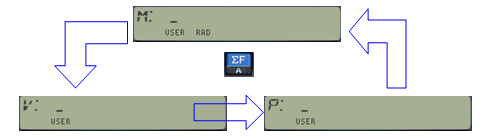 M: _
USER RAD
ΣF
A
V: _
USER
P: _
USER